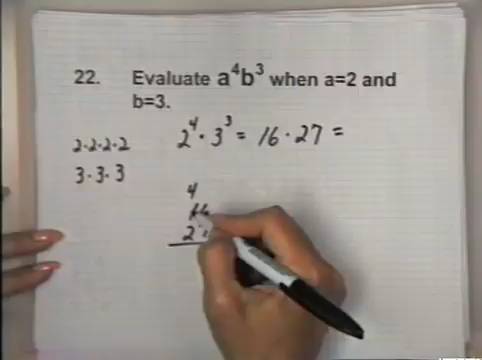 22. Evaluate a⁴b³ when a=2 and
b=3.
2·2·2·2 2⁴ · 3³ = 16 · 27 =
3·3·3
4
2